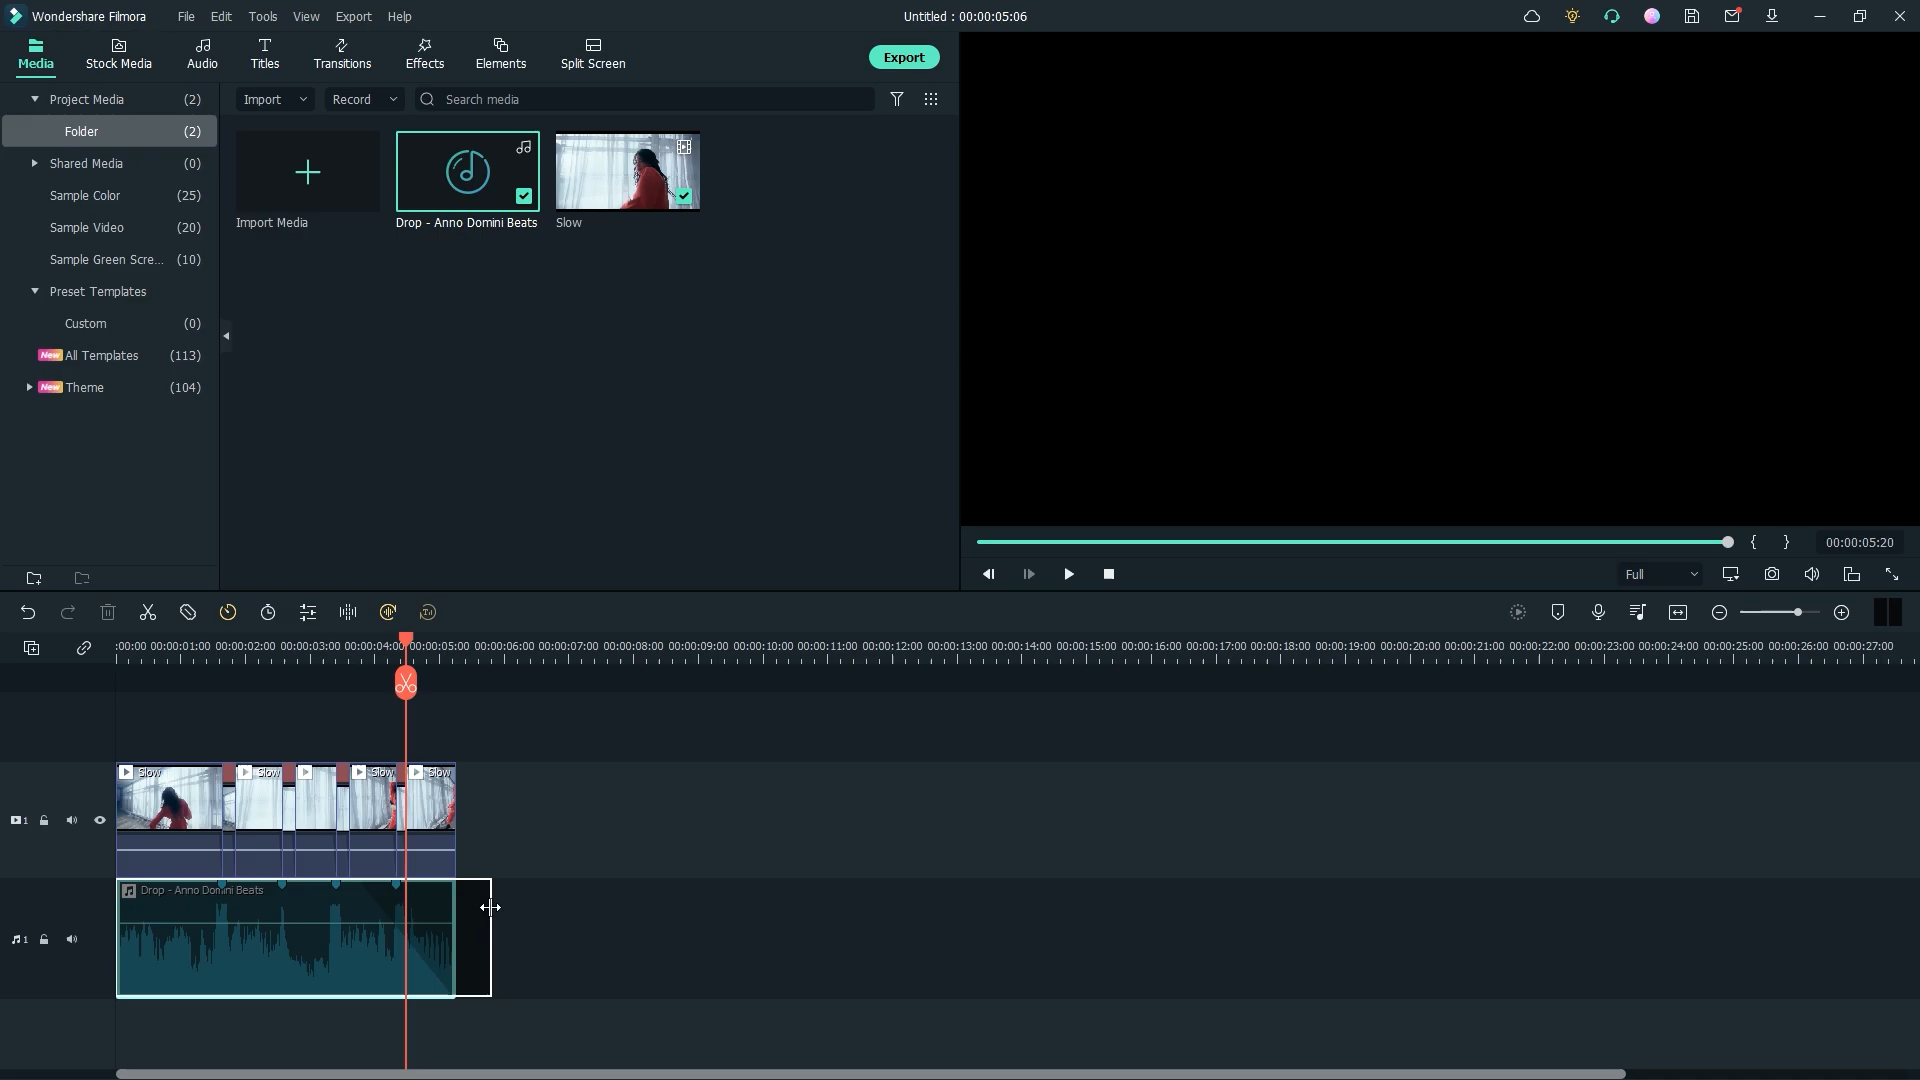 Wondershare Filmora File Edit Tools View Export Help Untitled : 00:00:05:06
Media Stock Media Audio Titles Transitions Effects Elements Split Screen Export
Project Media (2)
Folder (2)
Shared Media (0)
Sample Color (25)
Sample Video (20)
Sample Green Scre... (10)
Preset Templates
Custom (0)
New All Templates (113)
New Theme (104)
Import Record Search media
Import Media Drop - Anno Domini Beats Slow
{ } 00:00:05:20
Full
:00:00 00:00:01:00 00:00:02:00 00:00:03:00 00:00:04:00 00:00:05:00 00:00:06:00 00:00:07:00 00:00:08:00 00:00:09:00 00:00:10:00 00:00:11:00 00:00:12:00 00:00:13:00 00:00:14:00 00:00:15:00 00:00:16:00 00:00:17:00 00:00:18:00 00:00:19:00 00:00:20:00 00:00:21:00 00:00:22:00 00:00:23:00 00:00:24:00 00:00:25:00 00:00:26:00 00:00:27:00
Slow Slow Slow Slow
1
Drop - Anno Domini Beats
1